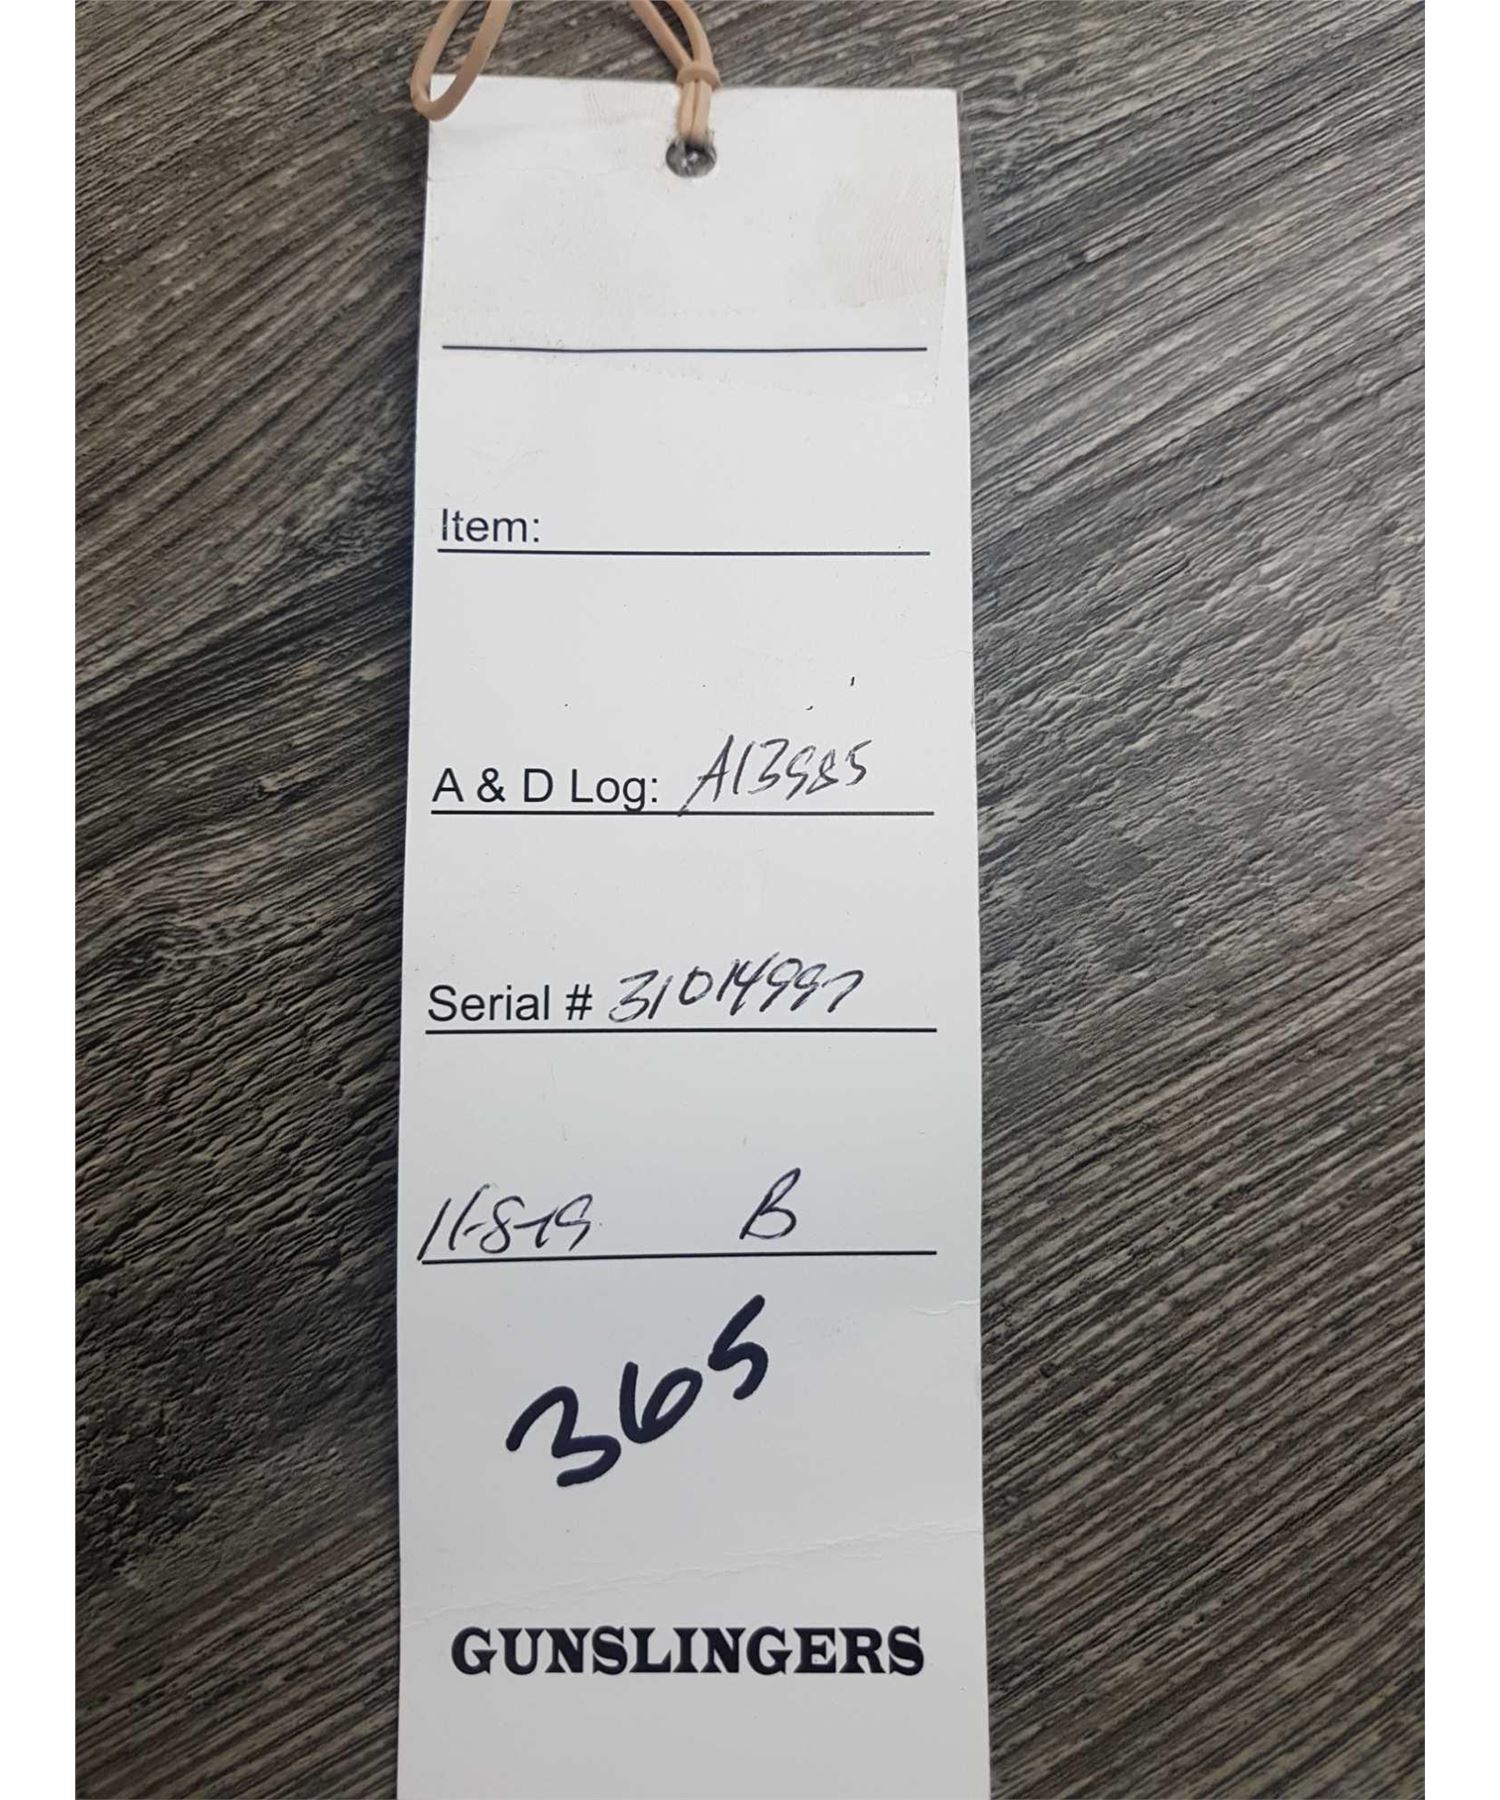 Item:
A & D Log: A13985
Serial # 31014997
11-8-19 B
365
GUNSLINGERS